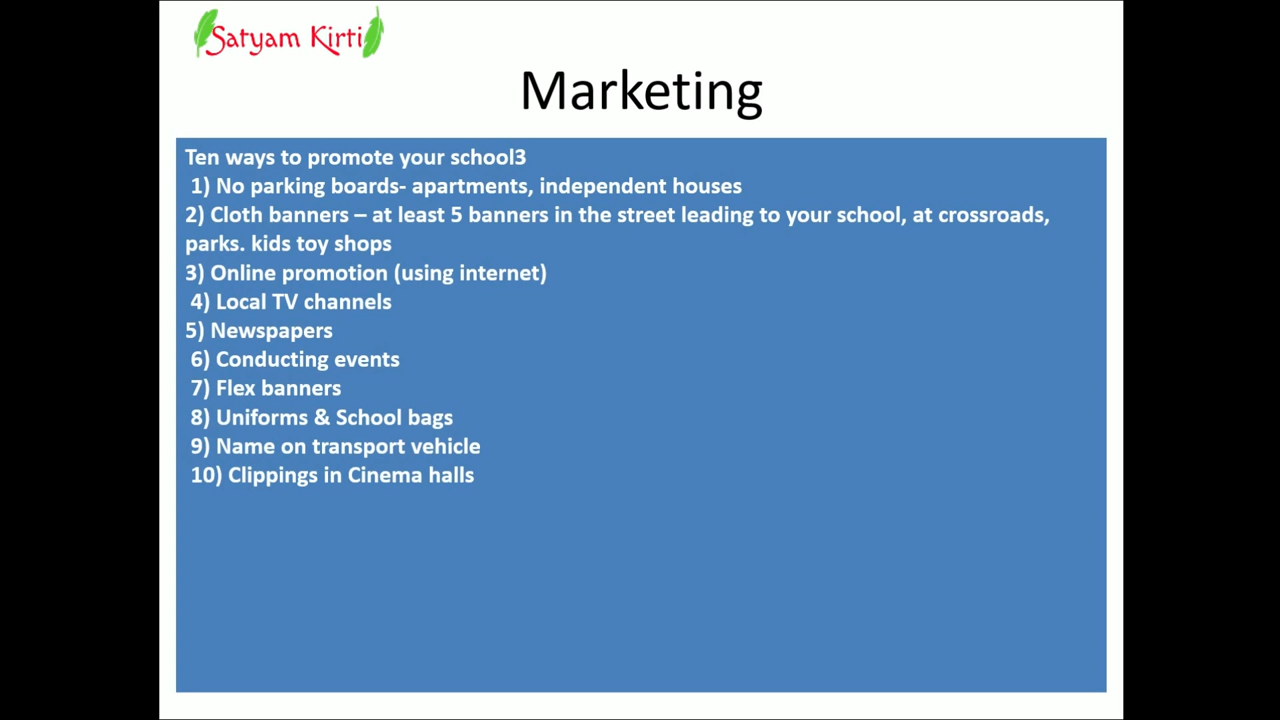 Satyam Kirti
Marketing
Ten ways to promote your school3
1) No parking boards- apartments, independent houses
2) Cloth banners – at least 5 banners in the street leading to your school, at crossroads,
parks. kids toy shops
3) Online promotion (using internet)
4) Local TV channels
5) Newspapers
6) Conducting events
7) Flex banners
8) Uniforms & School bags
9) Name on transport vehicle
10) Clippings in Cinema halls